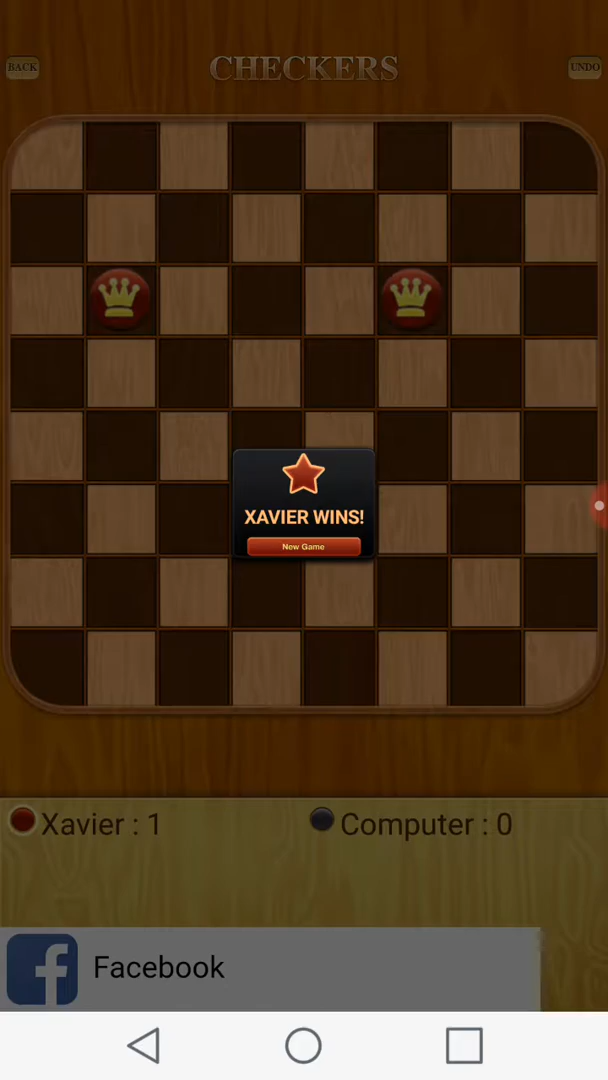 BACK
CHECKERS
UNDO
XAVIER WINS!
New Game
Xavier : 1
Computer : 0
Facebook